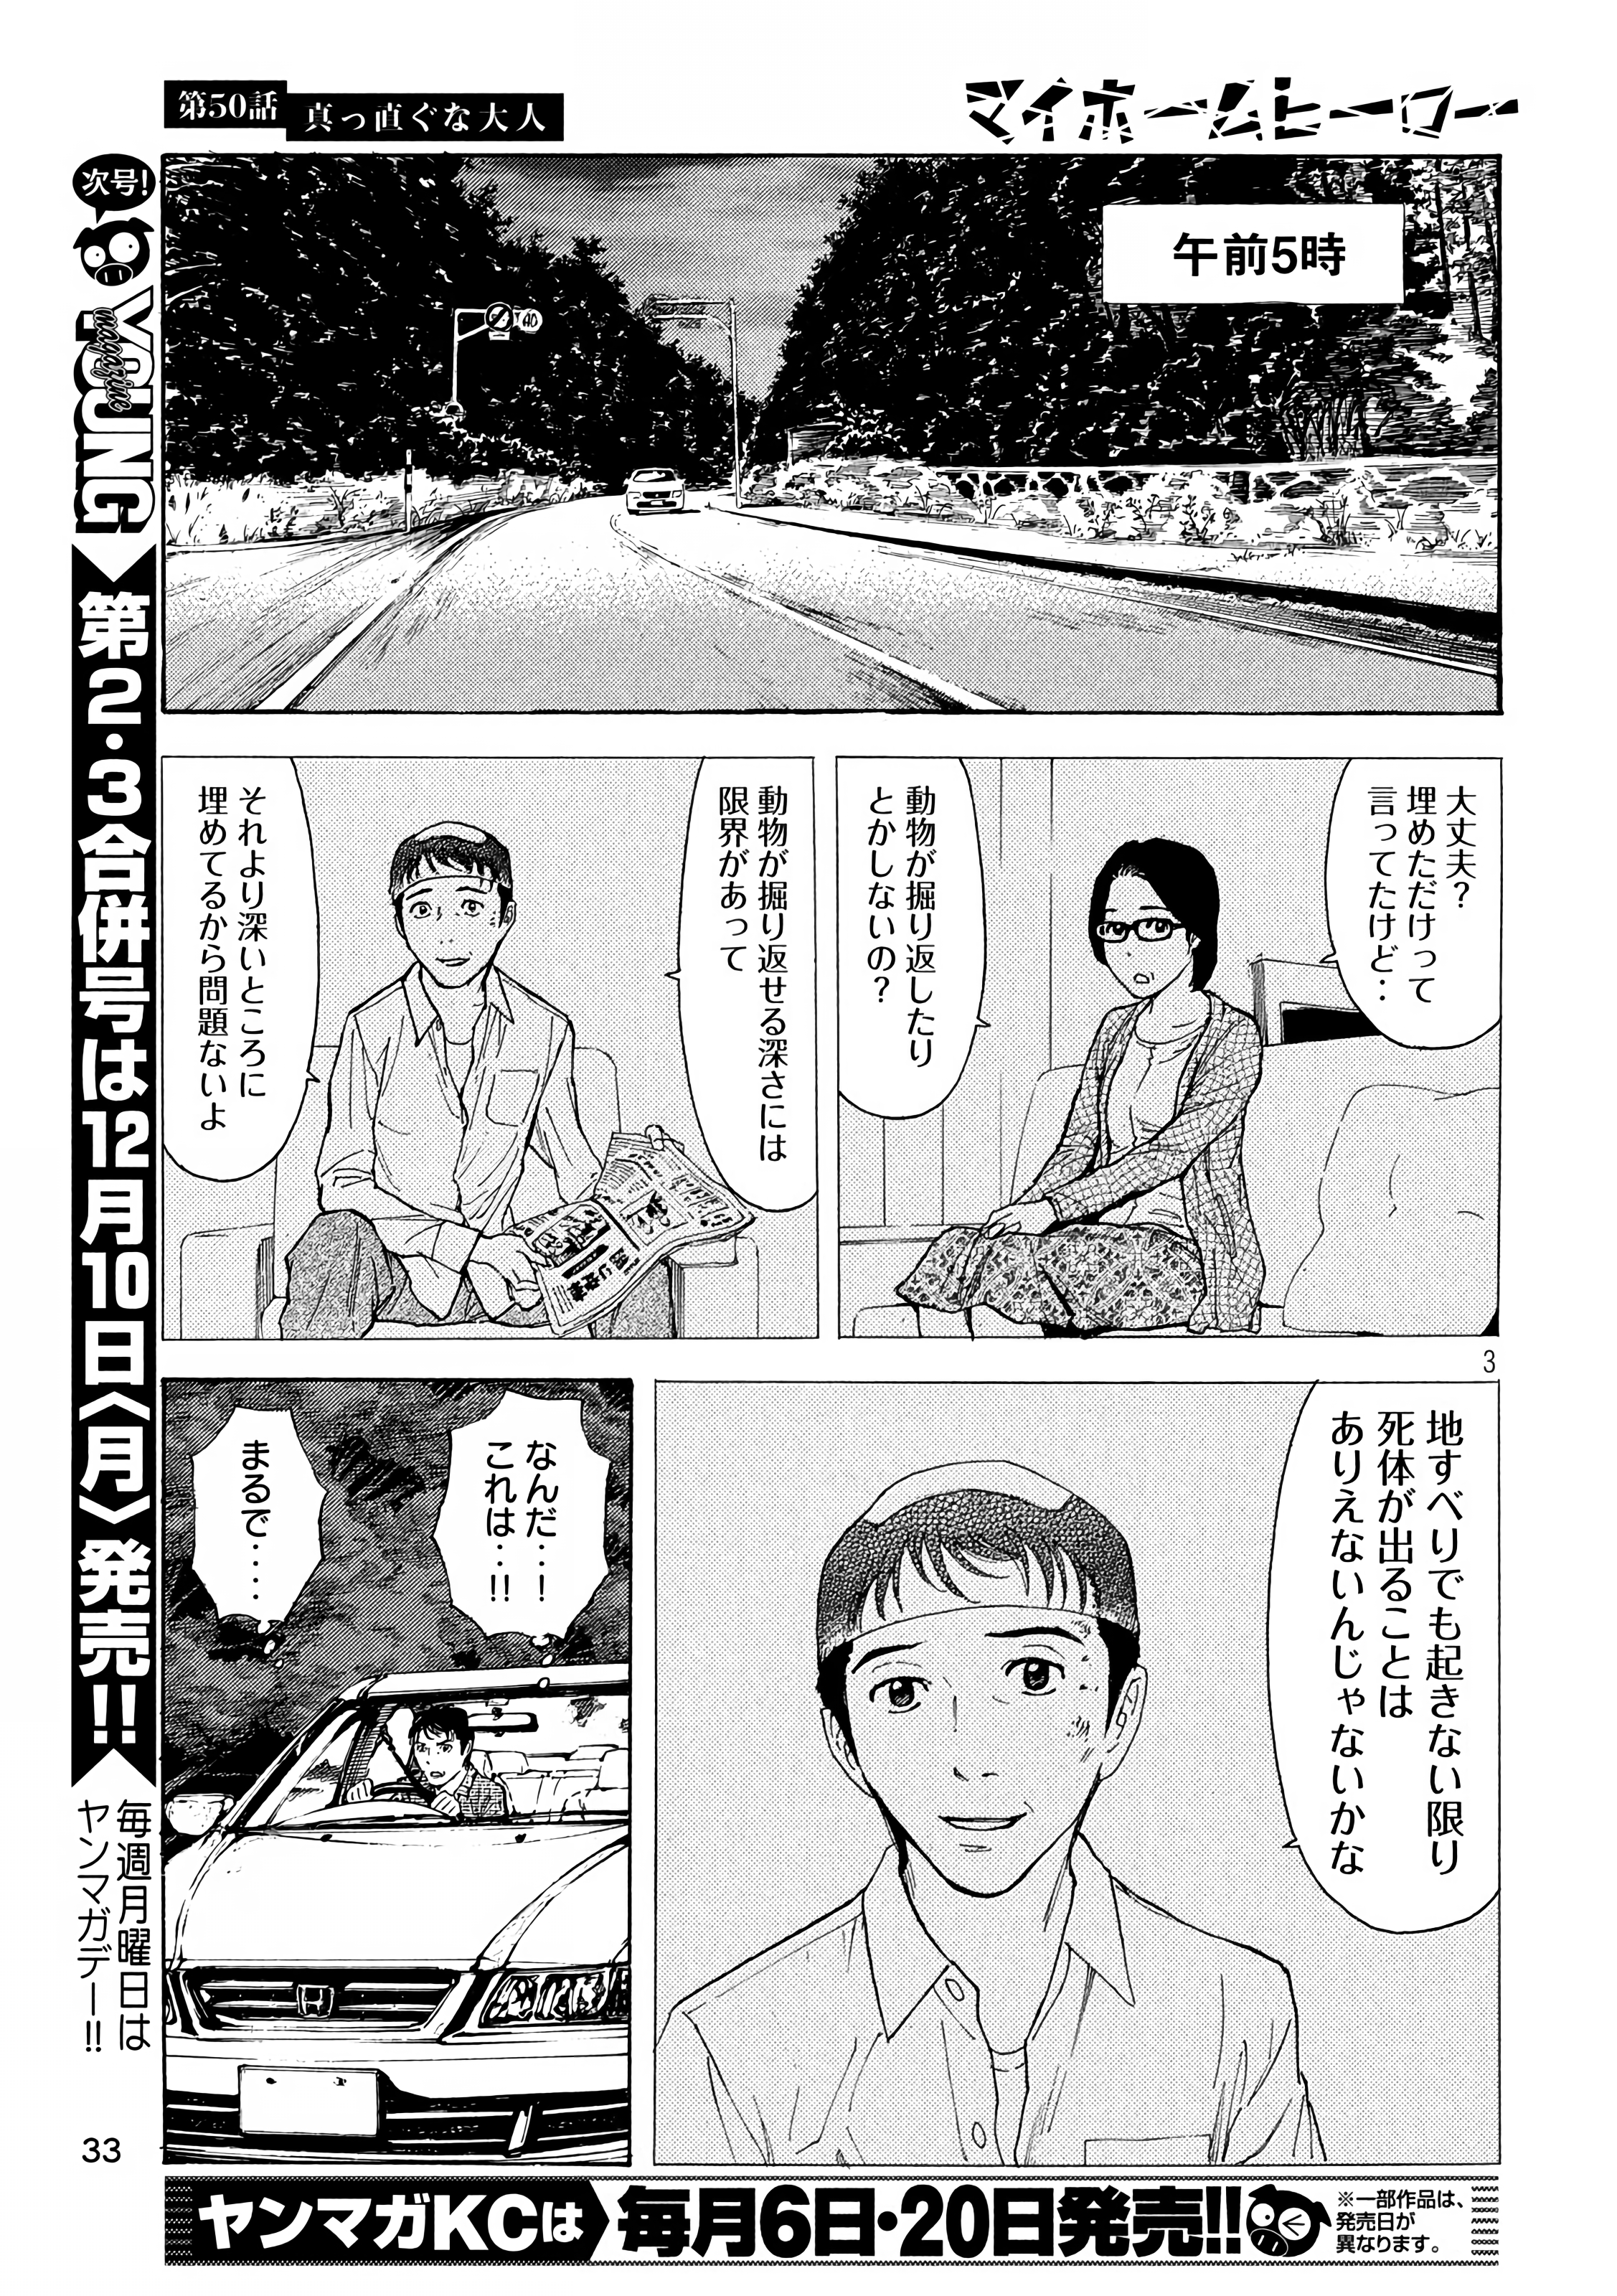 第50話
真っ直ぐな大人
マイホームヒーロー
午前5時
40
大丈夫？
埋めただけって
言ってたけど‥
動物が掘り返したり
とかしないの？
動物が掘り返せる深さには
限界があって
それより深いところに
埋めてるから問題ないよ
3
地すべりでも起きない限り
死体が出ることは
ありえないんじゃないかな
なんだ‥！
これは‥!!
まるで‥‥
次号！
YOUNG
magazine
第2・3合併号は12月10日〈月〉発売!!
毎週月曜日は
ヤンマガデー!!
33
ヤンマガKCは
毎月6日・20日発売!!
※一部作品は、
発売日が
異なります。